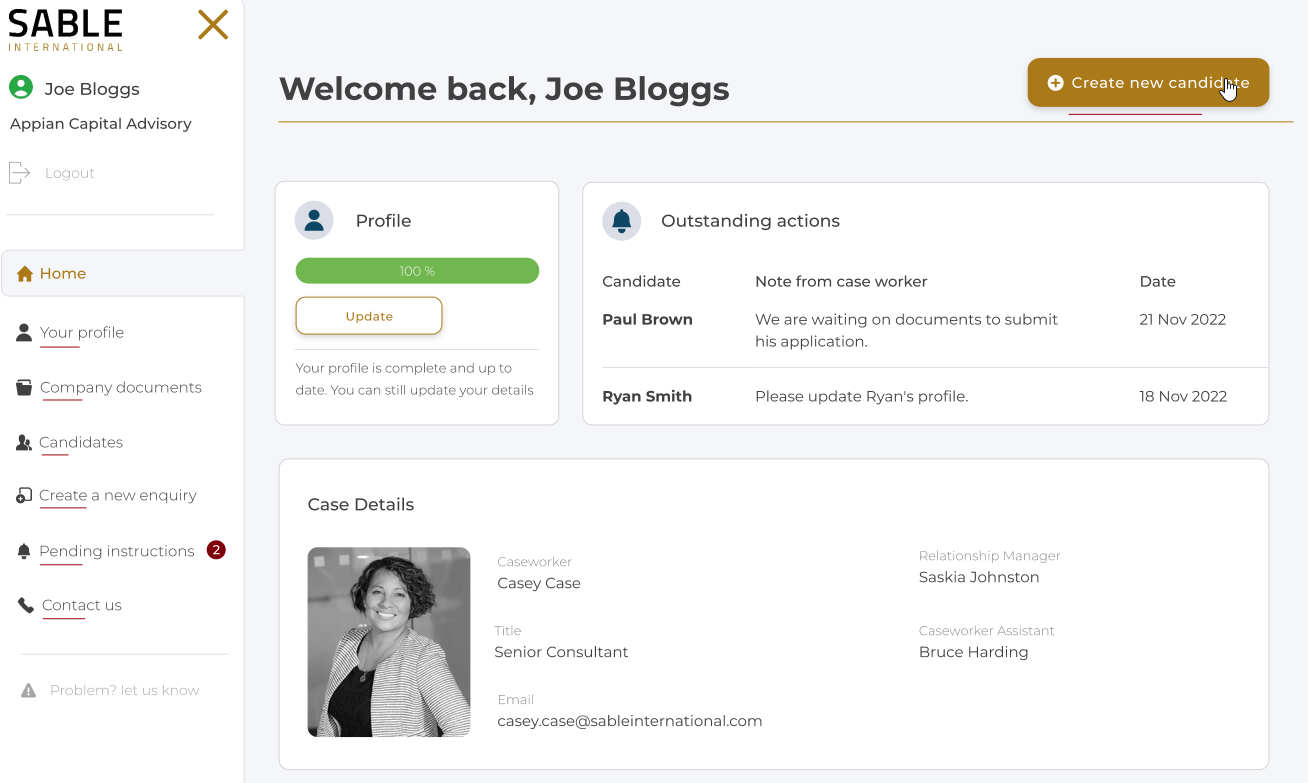 SABLE
INTERNATIONAL
Joe Bloggs
Appian Capital Advisory
Logout
Home
Your profile
Company documents
Candidates
Create a new enquiry
Pending instructions 2
Contact us
Problem? let us know
Welcome back, Joe Bloggs
Create new candidate
Profile
100 %
Update
Your profile is complete and up to
date. You can still update your details
Outstanding actions
Candidate Note from case worker Date
Paul Brown We are waiting on documents to submit 21 Nov 2022
his application.
Ryan Smith Please update Ryan's profile. 18 Nov 2022
Case Details
Caseworker
Casey Case
Title
Senior Consultant
Email
casey.case@sableinternational.com
Relationship Manager
Saskia Johnston
Caseworker Assistant
Bruce Harding